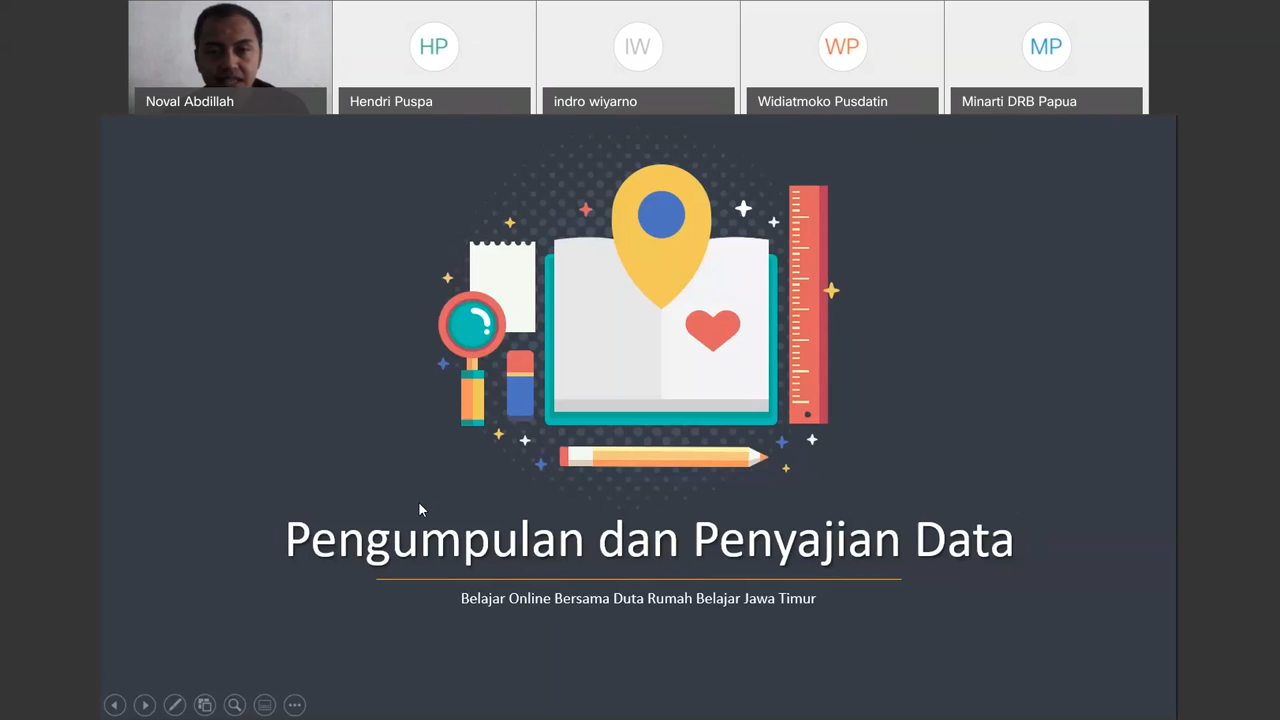 HP
IW
WP
MP
Noval Abdillah
Hendri Puspa
indro wiyarno
Widiatmoko Pusdatin
Minarti DRB Papua
Pengumpulan dan Penyajian Data
Belajar Online Bersama Duta Rumah Belajar Jawa Timur